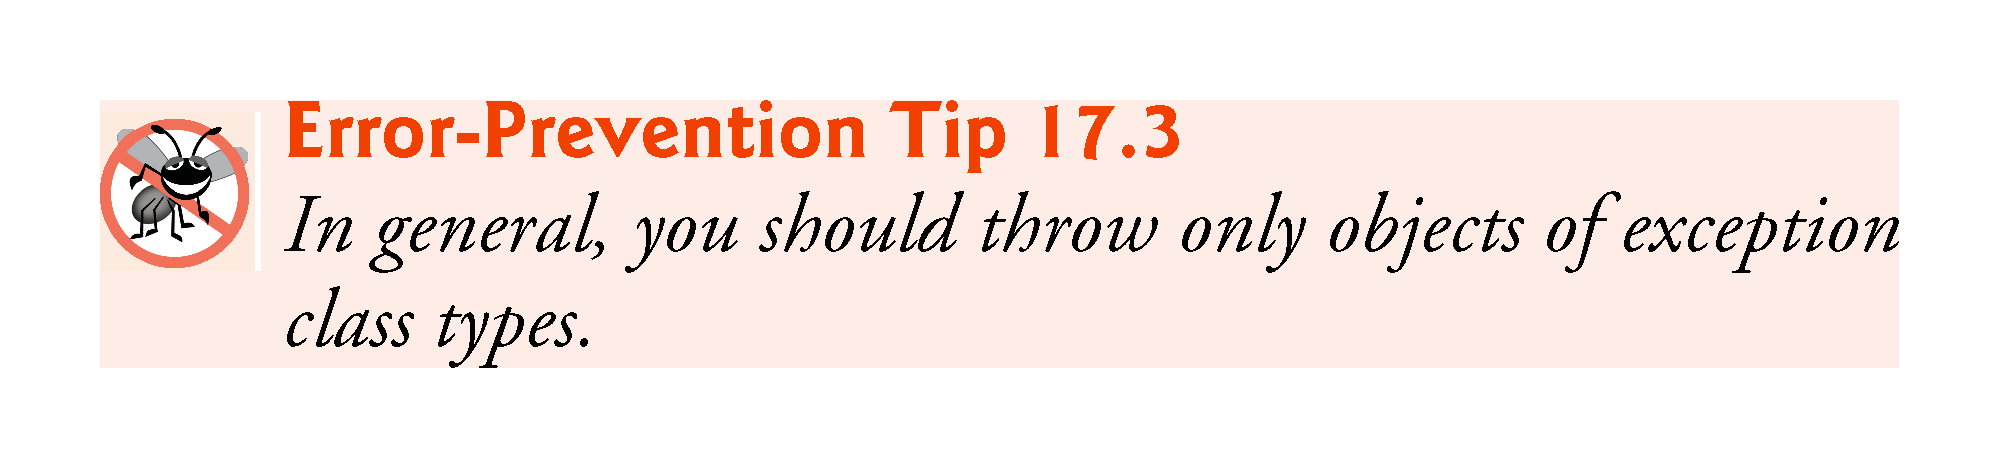 Error-Prevention Tip 17.3
In general, you should throw only objects of exception
class types.